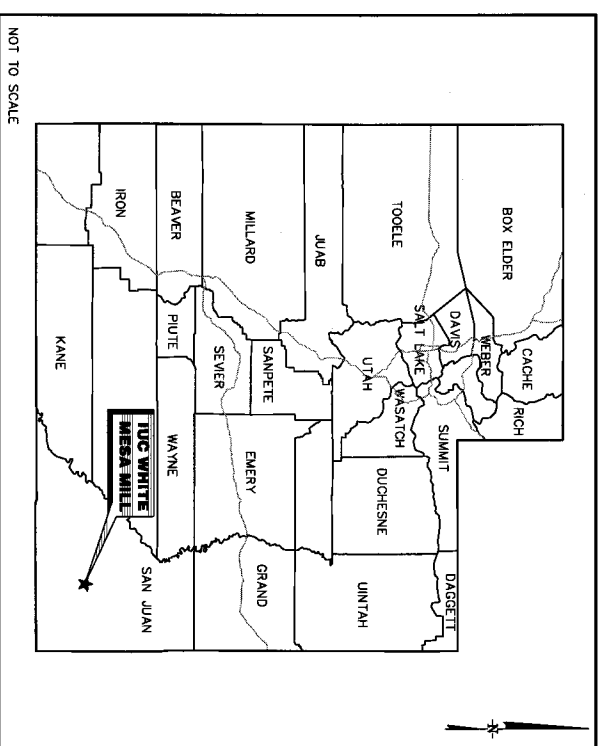 BOX ELDER
CACHE
RICH
WEBER
DAVIS
SALT LAKE
SUMMIT
DAGGETT
TOOELE
UTAH
WASATCH
DUCHESNE
UINTAH
JUAB
MILLARD
SANPETE
SEVIER
EMERY
GRAND
BEAVER
PIUTE
WAYNE
IRON
IUC WHITE
MESA MILL
SAN JUAN
KANE
N
NOT TO SCALE